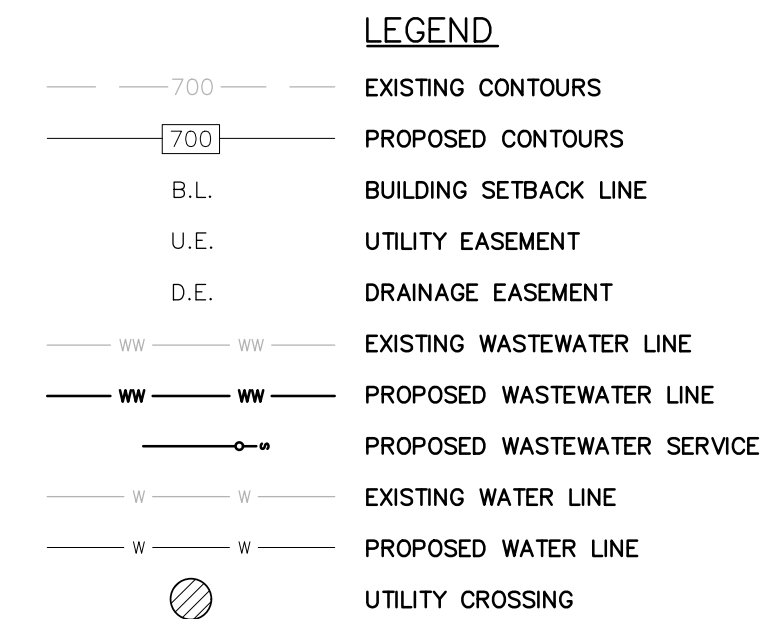 LEGEND
700 EXISTING CONTOURS
700 PROPOSED CONTOURS
B.L. BUILDING SETBACK LINE
U.E. UTILITY EASEMENT
D.E. DRAINAGE EASEMENT
WW WW EXISTING WASTEWATER LINE
WW WW PROPOSED WASTEWATER LINE
S PROPOSED WASTEWATER SERVICE
W W EXISTING WATER LINE
W W PROPOSED WATER LINE
UTILITY CROSSING